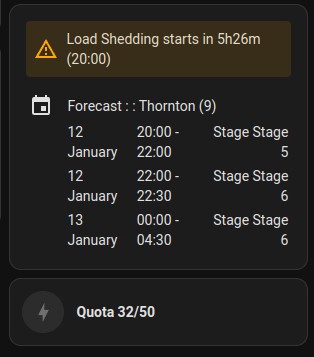 Load Shedding starts in 5h26m
(20:00)
Forecast : : Thornton (9)
12 20:00 - Stage Stage
January 22:00 5
12 22:00 - Stage Stage
January 22:30 6
13 00:00 - Stage Stage
January 04:30 6
Quota 32/50